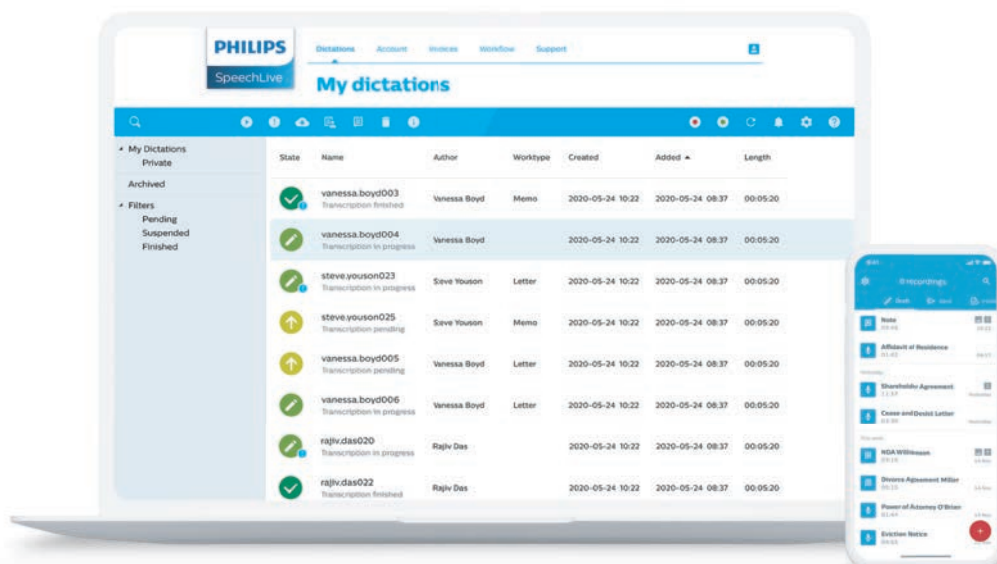 PHILIPS
SpeechLive
Dictations Account Invoices Workflow Support
My dictations
My Dictations
Private
Archived
Filters
Pending
Suspended
Finished
State Name Author Worktype Created Added Length
vanessa.boyd003 Vanessa Boyd Memo 2020-05-24 10:22 2020-05-24 08:37 00:05:20
Transcription finished
vanessa.boyd004 Vanessa Boyd 2020-05-24 10:22 2020-05-24 08:37 00:05:20
Transcription in progress
steve.youson023 Steve Youson Letter 2020-05-24 10:22 2020-05-24 08:37 00:05:20
Transcription in progress
steve.youson025 Steve Youson Memo 2020-05-24 10:22 2020-05-24 08:37 00:05:20
Transcription pending
vanessa.boyd005 Vanessa Boyd Letter 2020-05-24 10:22 2020-05-24 08:37 00:05:20
Transcription pending
vanessa.boyd006 Vanessa Boyd Letter 2020-05-24 10:22 2020-05-24 08:37 00:05:20
Transcription in progress
rajiv.das020 Rajiv Das 2020-05-24 10:22 2020-05-24 08:37 00:05:20
Transcription in progress
rajiv.das022 Rajiv Das 2020-05-24 10:22 2020-05-24 08:37 00:05:20
Transcription finished
recordings
Draft Sent
Note
Affidavit of Residence
Yesterday
Shareholder Agreement
Yesterday
Cease and Desist Letter
Yesterday
This week
NDA Wilkinson
Divorce Agreement Miller
Power of Attorney O'Brian
Eviction Notice